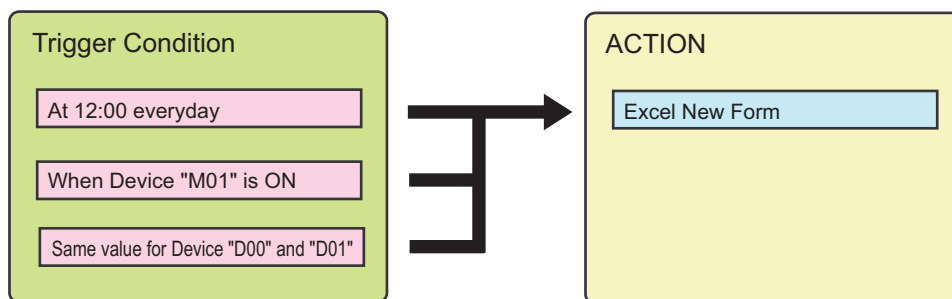 Trigger Condition
At 12:00 everyday
When Device "M01" is ON
Same value for Device "D00" and "D01"
ACTION
Excel New Form